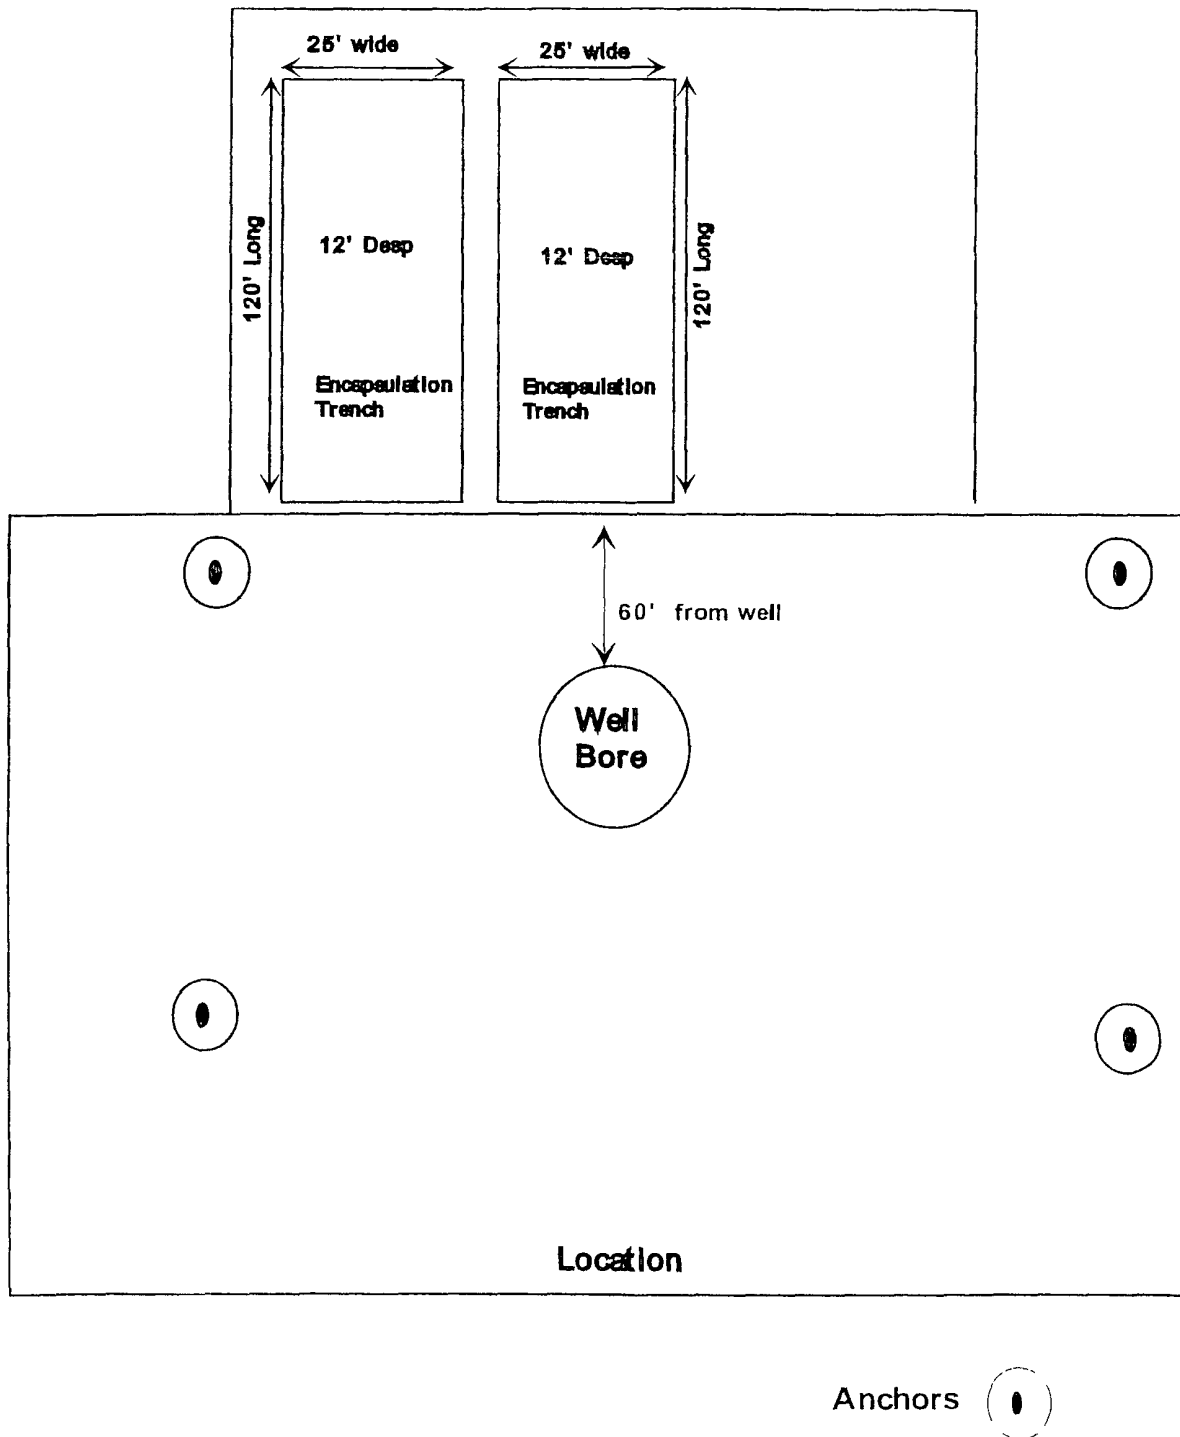 25' wide
25' wide
120' Long
12' Deep
12' Deep
120' Long
Encapsulation
Trench
Encapsulation
Trench
60' from well
Well
Bore
Location
Anchors